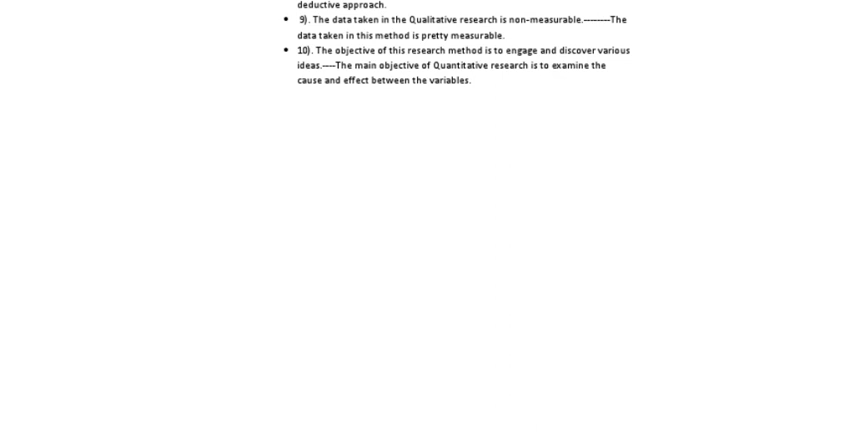 deductive approach.
• 9). The data taken in the Qualitative research is non-measurable.--------The
data taken in this method is pretty measurable.
• 10). The objective of this research method is to engage and discover various
ideas.----The main objective of Quantitative research is to examine the
cause and effect between the variables.